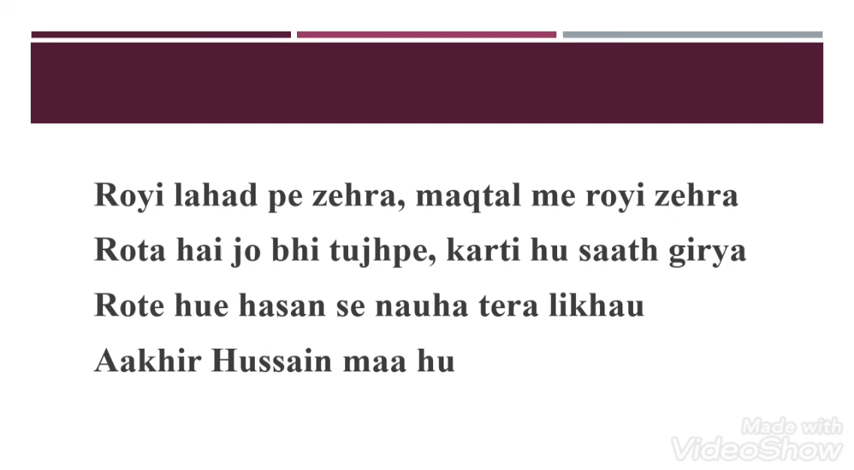 Royi lahad pe zehra, maqtal me royi zehra
Rota hai jo bhi tujhpe, karti hu saath girya
Rote hue hasan se nauha tera likhau
Aakhir Hussain maa hu
Made with
VideoShow